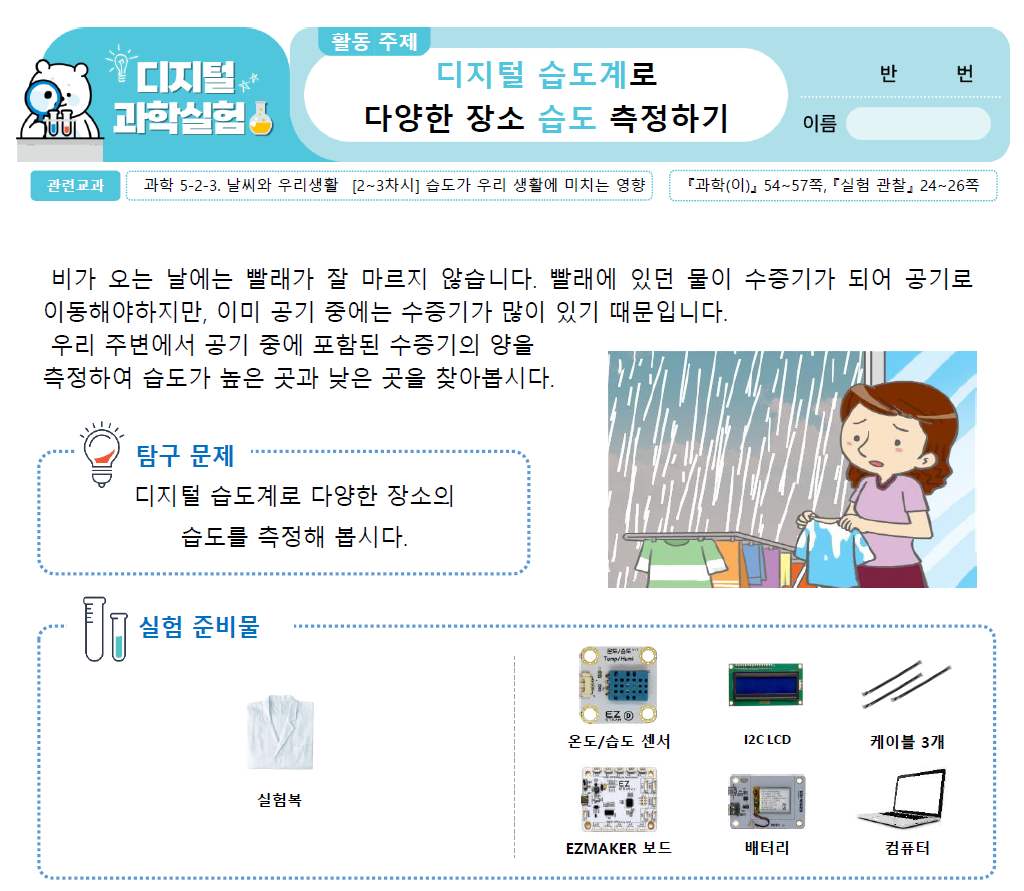 활동 주제
디지털 과학실험
디지털 습도계로
다양한 장소 습도 측정하기
반 번
이름
관련교과 과학 5-2-3. 날씨와 우리생활 [2~3차시] 습도가 우리 생활에 미치는 영향 『과학(이)』 54~57쪽, 『실험 관찰』 24~26쪽
비가 오는 날에는 빨래가 잘 마르지 않습니다. 빨래에 있던 물이 수증기가 되어 공기로
이동해야하지만, 이미 공기 중에는 수증기가 많이 있기 때문입니다.
우리 주변에서 공기 중에 포함된 수증기의 양을
측정하여 습도가 높은 곳과 낮은 곳을 찾아봅시다.
탐구 문제
디지털 습도계로 다양한 장소의
습도를 측정해 봅시다.
실험 준비물
실험복
온도/습도
Temp/Humi
EZ
D
온도/습도 센서
I2C LCD
케이블 3개
EZ
EZMAKER 보드
배터리
컴퓨터